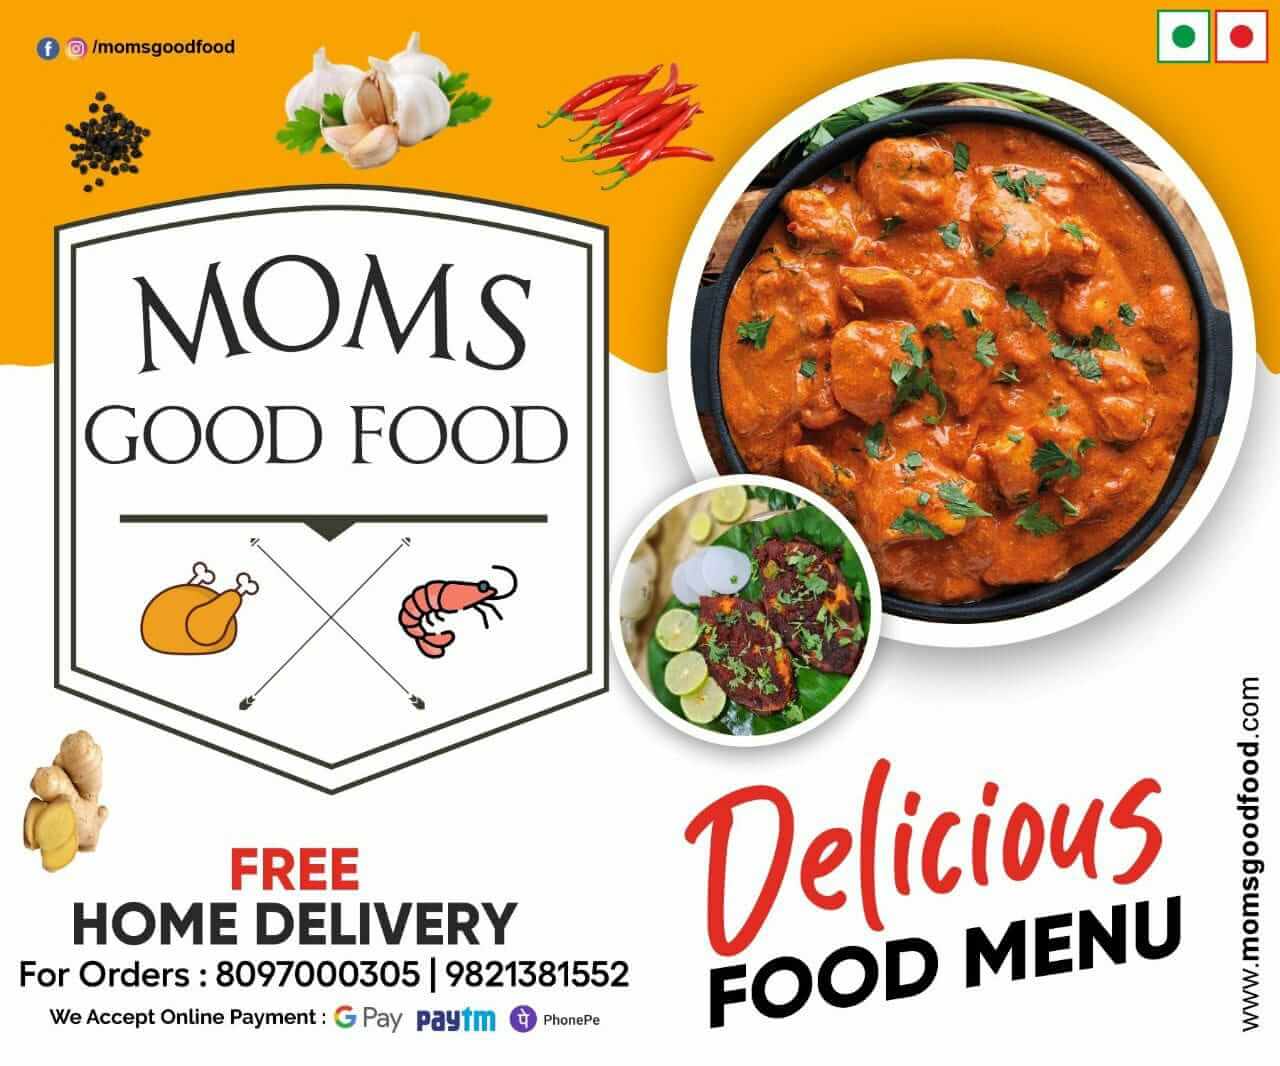 /momsgoodfood
MOMS
GOOD FOOD
FREE
HOME DELIVERY
For Orders : 8097000305 | 9821381552
We Accept Online Payment : G Pay paytm पे PhonePe
Delicious
FOOD MENU
www.momsgoodfood.com